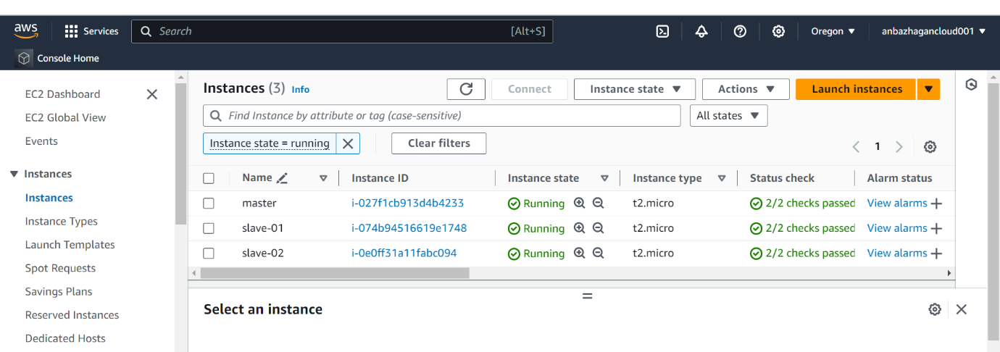 aws Services Search [Alt+S] Oregon anbazhagancloud001
Console Home
EC2 Dashboard
EC2 Global View
Events
Instances
Instances
Instance Types
Launch Templates
Spot Requests
Savings Plans
Reserved Instances
Dedicated Hosts
Instances (3) Info Connect Instance state Actions Launch instances
Find Instance by attribute or tag (case-sensitive) All states
Instance state = running Clear filters 1
Name Instance ID Instance state Instance type Status check Alarm status
master i-027f1cb913d4b4233 Running t2.micro 2/2 checks passed View alarms +
slave-01 i-074b94516619e1748 Running t2.micro 2/2 checks passed View alarms +
slave-02 i-0e0ff31a11fabc094 Running t2.micro 2/2 checks passed View alarms +
Select an instance